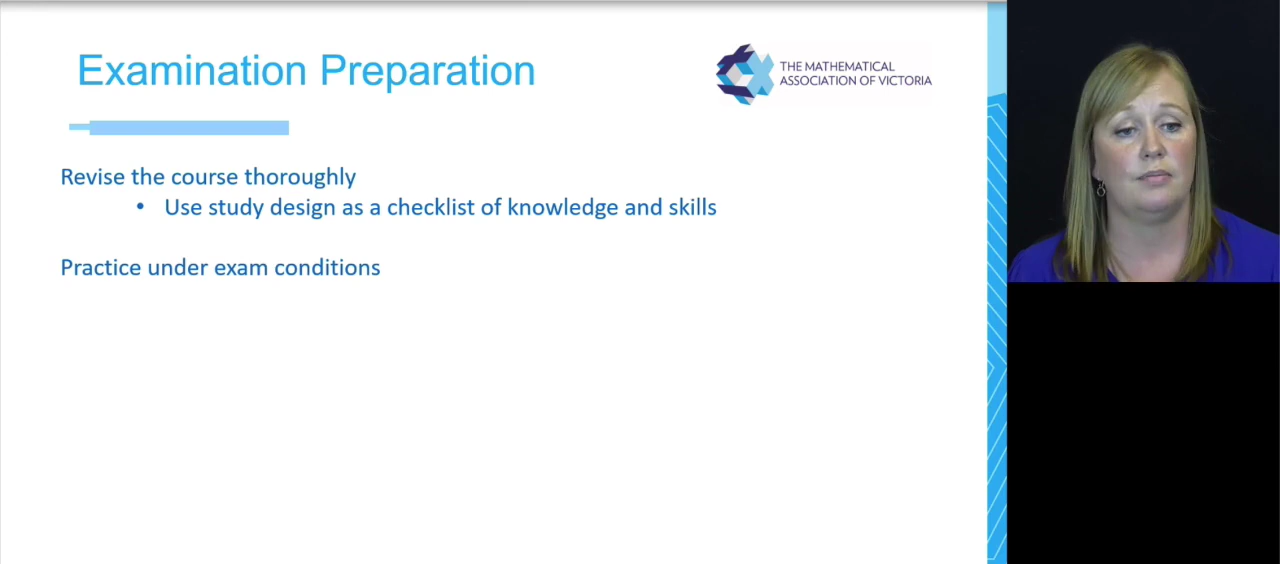 Examination Preparation
THE MATHEMATICAL
ASSOCIATION OF VICTORIA
Revise the course thoroughly
• Use study design as a checklist of knowledge and skills
Practice under exam conditions